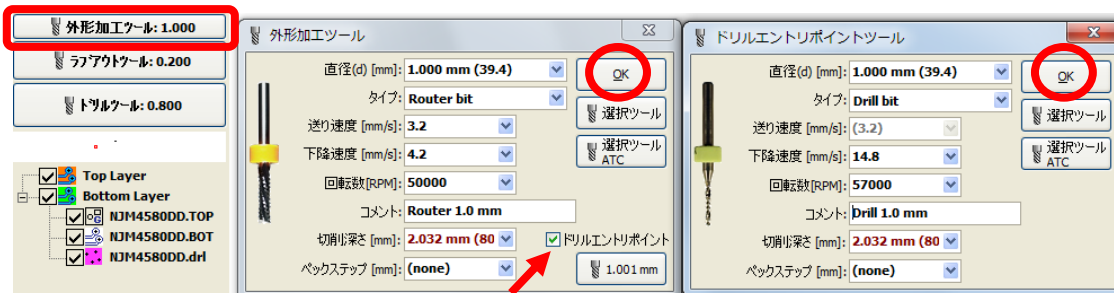 外形加工ツール: 1.000
ラブアウトツール: 0.200
ドリルツール: 0.800
Top Layer
Bottom Layer
NJM4580DD.TOP
NJM4580DD.BOT
NJM4580DD.drl
外形加工ツール
直径(d) [mm]: 1.000 mm (39.4)
OK
タイプ: Router bit
選択ツール
送り速度 [mm/s]: 3.2
選択ツール
ATC
下降速度 [mm/s]: 4.2
回転数[RPM]: 50000
コメント: Router 1.0 mm
切削深さ [mm]: 2.032 mm (80
ドリルエントリポイント
ペックステップ [mm]: (none)
1.001 mm
ドリルエントリポイントツール
直径(d) [mm]: 1.000 mm (39.4)
OK
タイプ: Drill bit
選択ツール
送り速度 [mm/s]: (3.2)
選択ツール
ATC
下降速度 [mm/s]: 14.8
回転数[RPM]: 57000
コメント: Drill 1.0 mm
切削深さ [mm]: 2.032 mm (80
ペックステップ [mm]: (none)